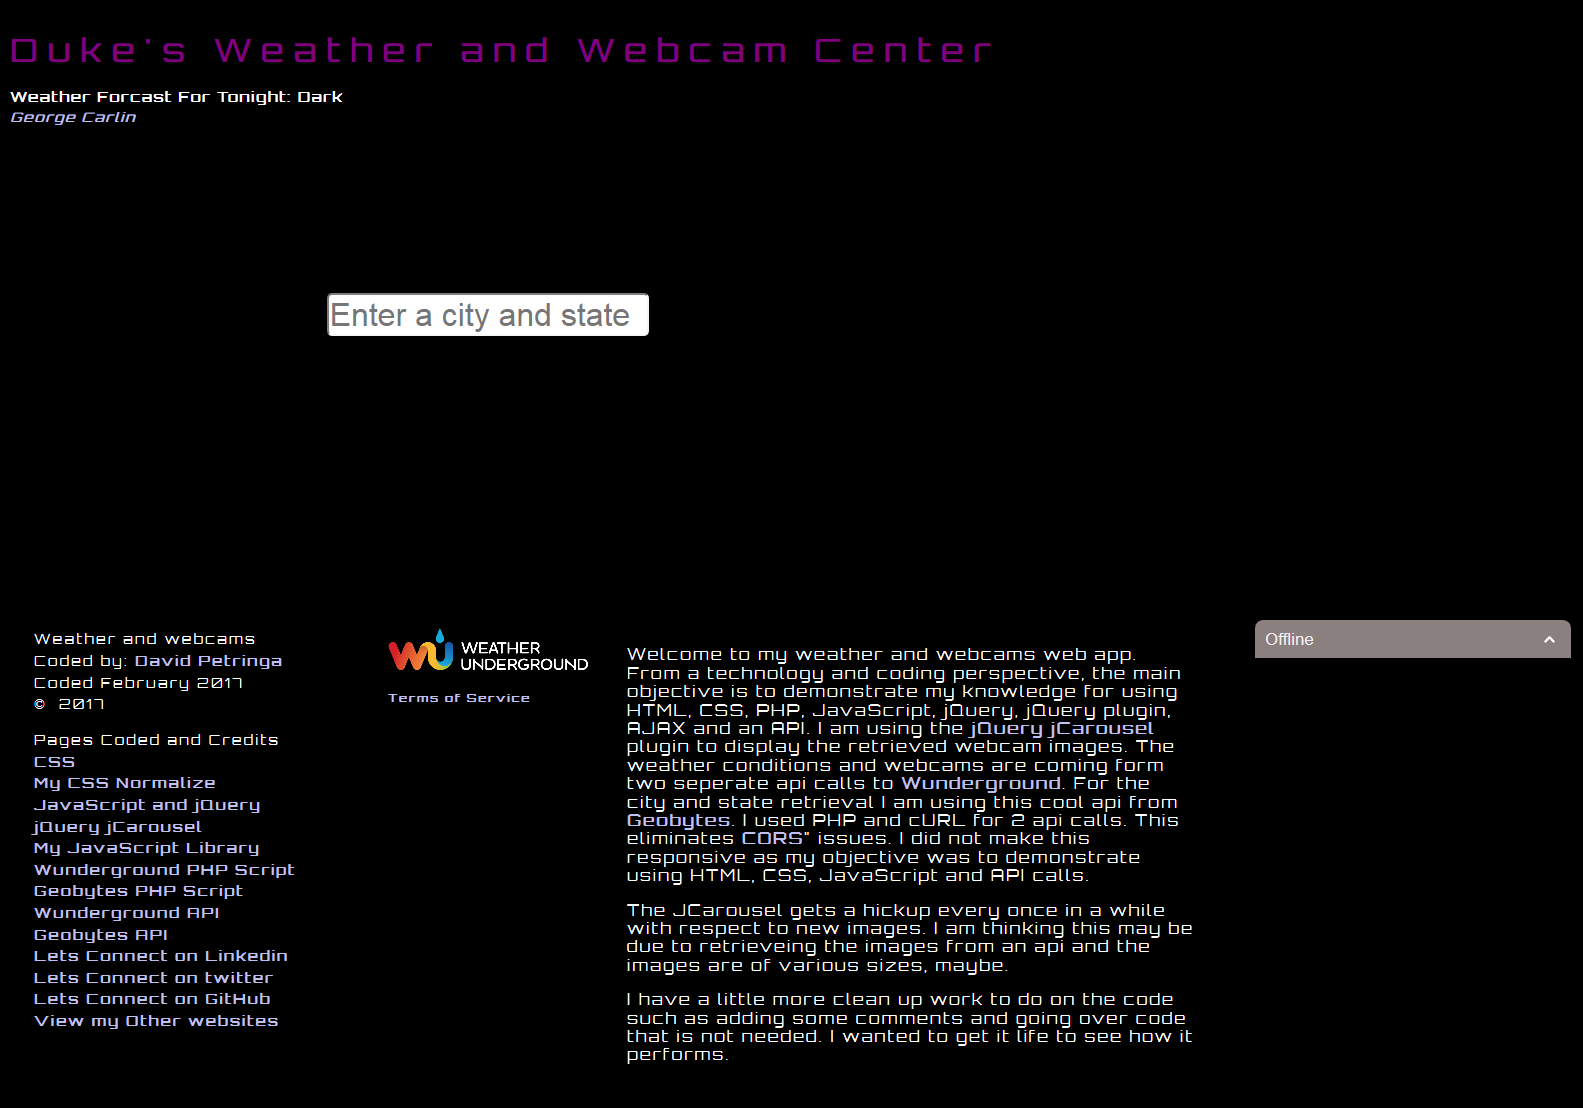 Duke's Weather and Webcam Center
Weather Forcast For Tonight: Dark
George Carlin
Enter a city and state
Weather and webcams
Coded by: David Petringa
Coded February 2017
© 2017
Pages Coded and Credits
CSS
My CSS Normalize
JavaScript and jQuery
jQuery jCarousel
My JavaScript Library
Wunderground PHP Script
Geobytes PHP Script
Wunderground API
Geobytes API
Lets Connect on Linkedin
Lets Connect on twitter
Lets Connect on GitHub
View my Other websites
WEATHER
UNDERGROUND
Terms of Service
Welcome to my weather and webcams web app.
From a technology and coding perspective, the main
objective is to demonstrate my knowledge for using
HTML, CSS, PHP, JavaScript, jQuery, jQuery plugin,
AJAX and an API. I am using the jQuery jCarousel
plugin to display the retrieved webcam images. The
weather conditions and webcams are coming form
two seperate api calls to Wunderground. For the
city and state retrieval I am using this cool api from
Geobytes. I used PHP and cURL for 2 api calls. This
eliminates CORS" issues. I did not make this
responsive as my objective was to demonstrate
using HTML, CSS, JavaScript and API calls.
The JCarousel gets a hickup every once in a while
with respect to new images. I am thinking this may be
due to retrieveing the images from an api and the
images are of various sizes, maybe.
I have a little more clean up work to do on the code
such as adding some comments and going over code
that is not needed. I wanted to get it life to see how it
performs.
Offline